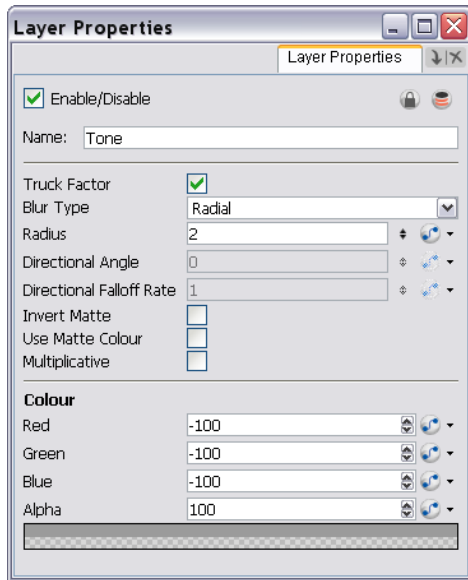 Layer Properties
Layer Properties
Enable/Disable
Name: Tone
Truck Factor
Blur Type Radial
Radius 2
Directional Angle 0
Directional Falloff Rate 1
Invert Matte
Use Matte Colour
Multiplicative
Colour
Red -100
Green -100
Blue -100
Alpha 100